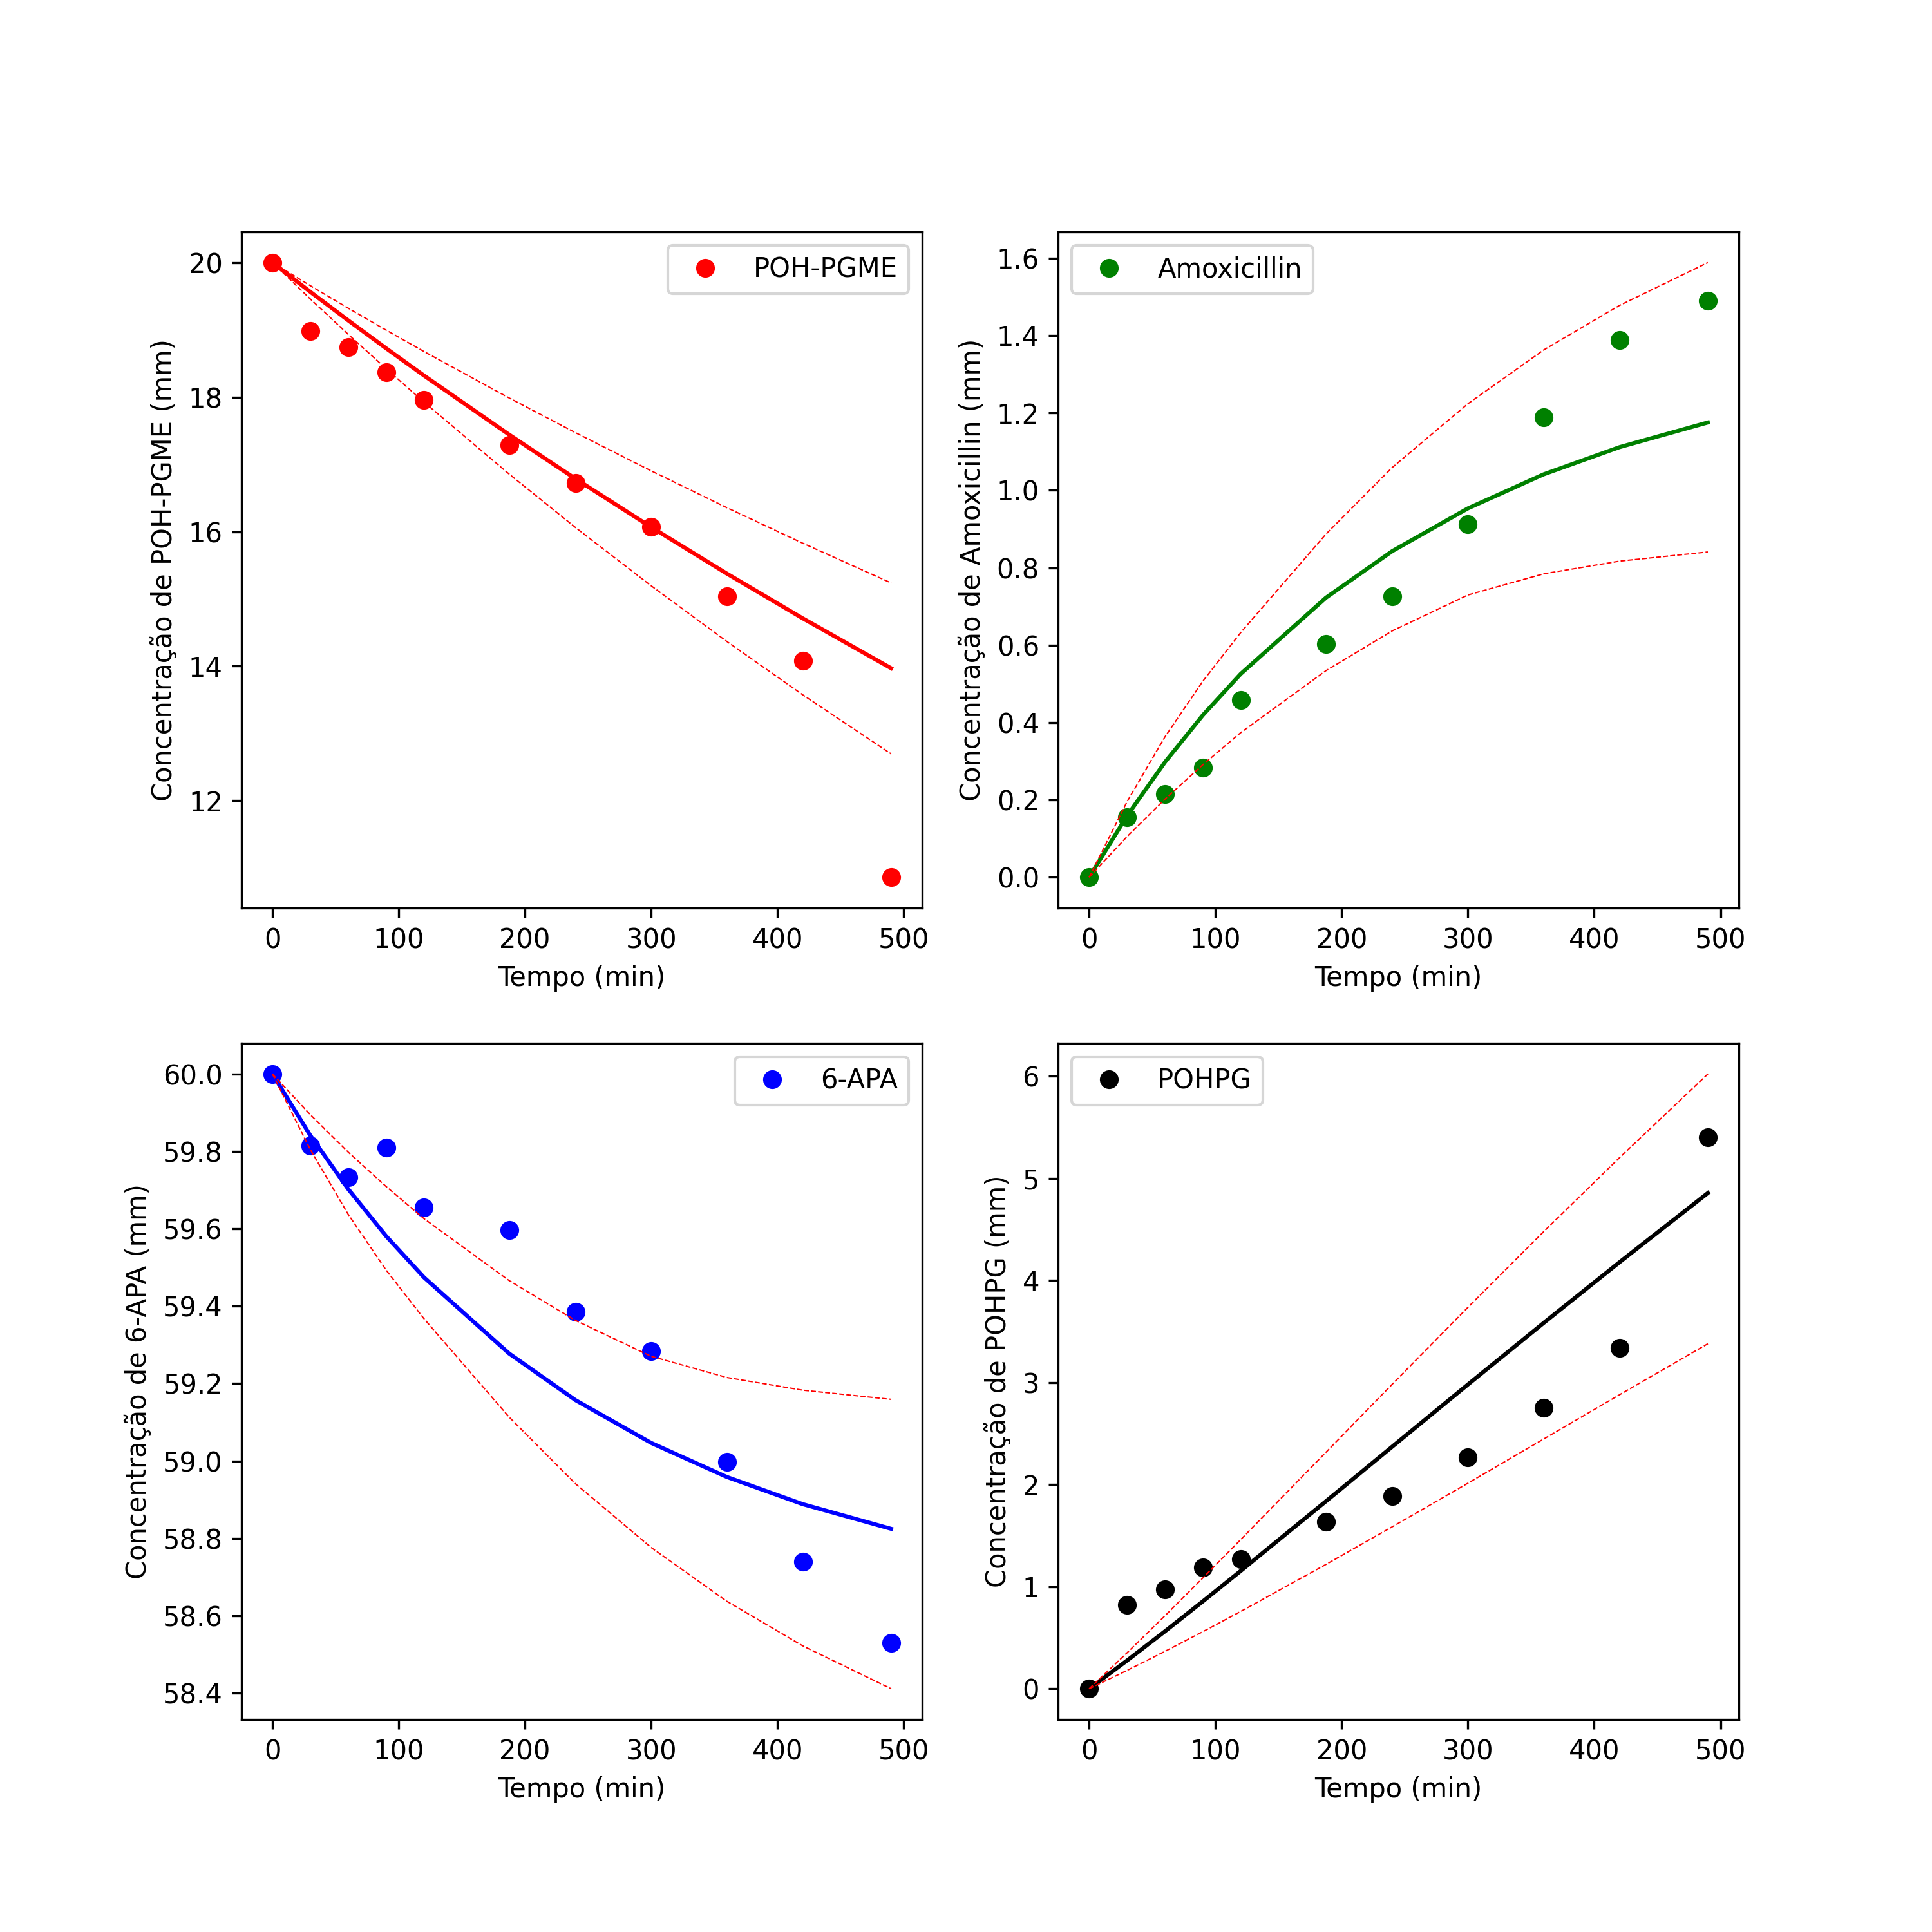 POH-PGME
Concentração de POH-PGME (mm)
20
18
16
14
12
0 100 200 300 400 500
Tempo (min)
Amoxicillin
Concentração de Amoxicillin (mm)
1.6
1.4
1.2
1.0
0.8
0.6
0.4
0.2
0.0
0 100 200 300 400 500
Tempo (min)
6-APA
Concentração de 6-APA (mm)
60.0
59.8
59.6
59.4
59.2
59.0
58.8
58.6
58.4
0 100 200 300 400 500
Tempo (min)
POHPG
Concentração de POHPG (mm)
6
5
4
3
2
1
0
0 100 200 300 400 500
Tempo (min)